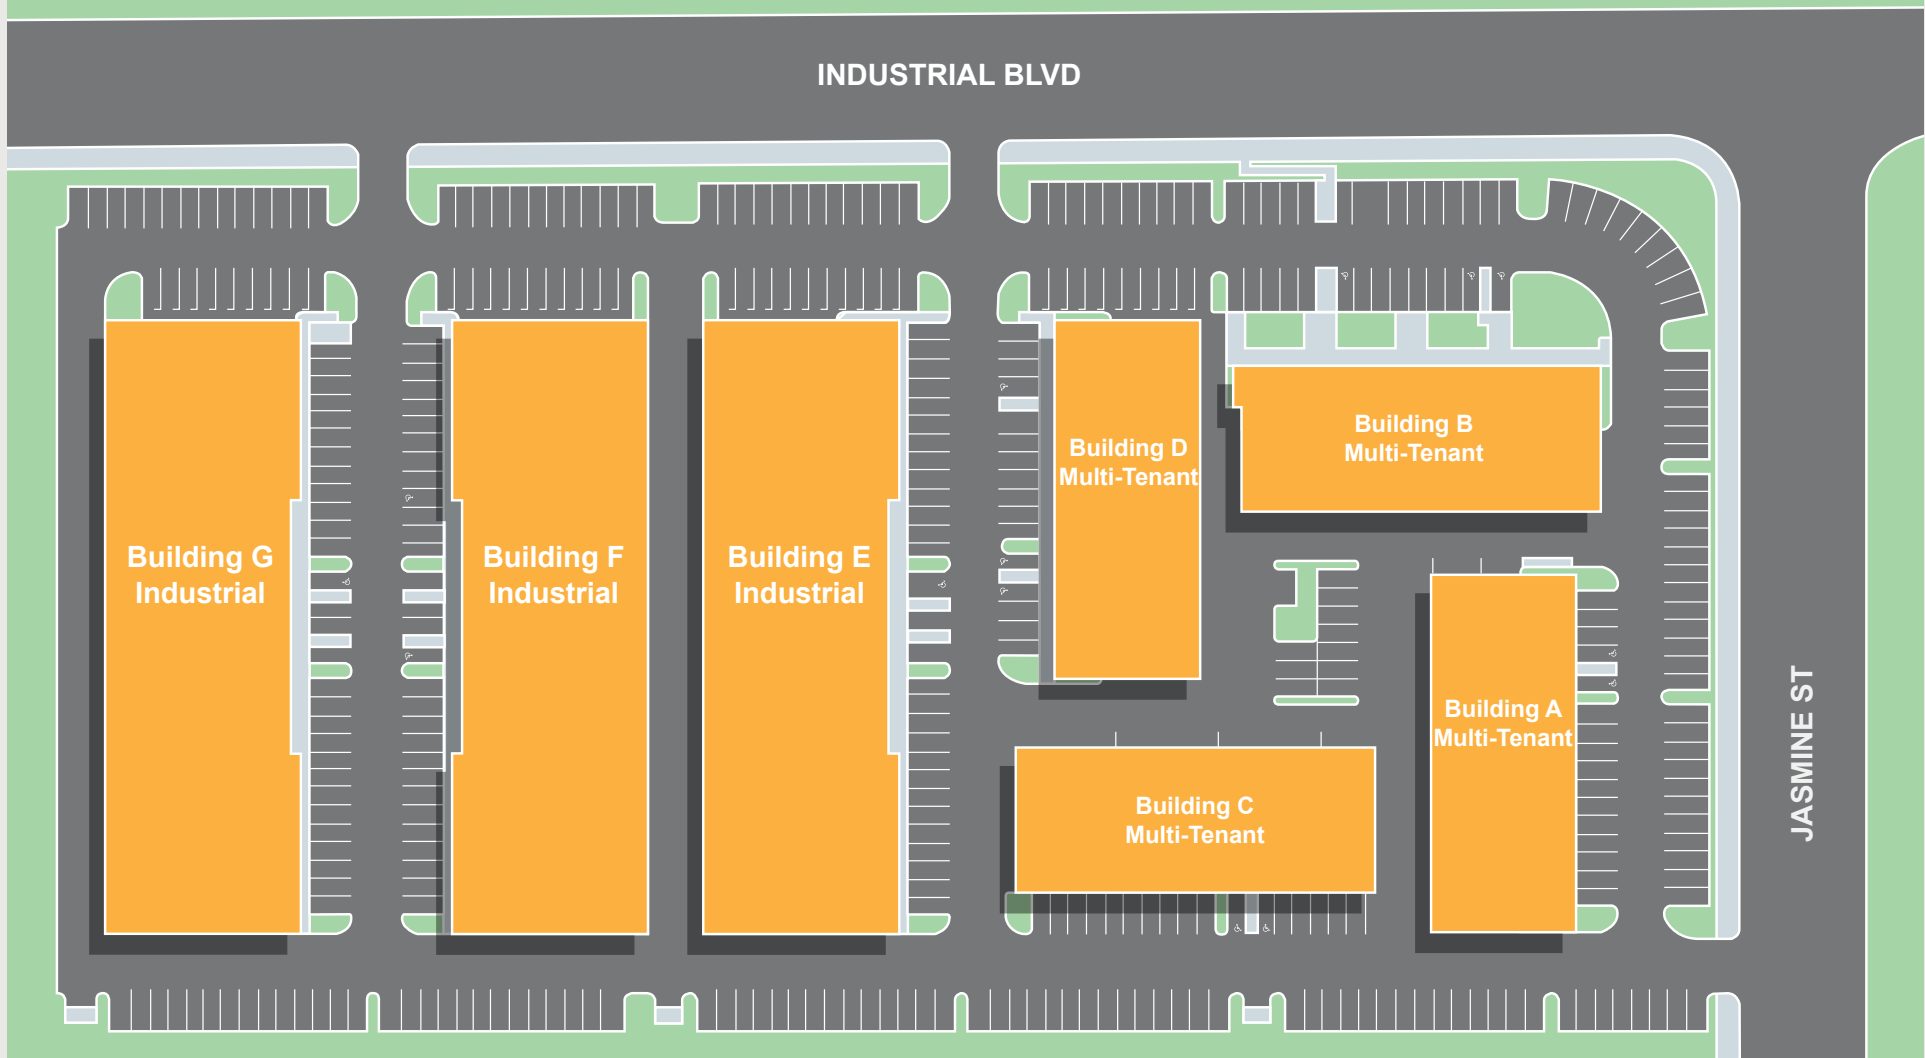 INDUSTRIAL BLVD
Building G
Industrial
Building F
Industrial
Building E
Industrial
Building D
Multi-Tenant
Building B
Multi-Tenant
Building A
Multi-Tenant
Building C
Multi-Tenant
JASMINE ST